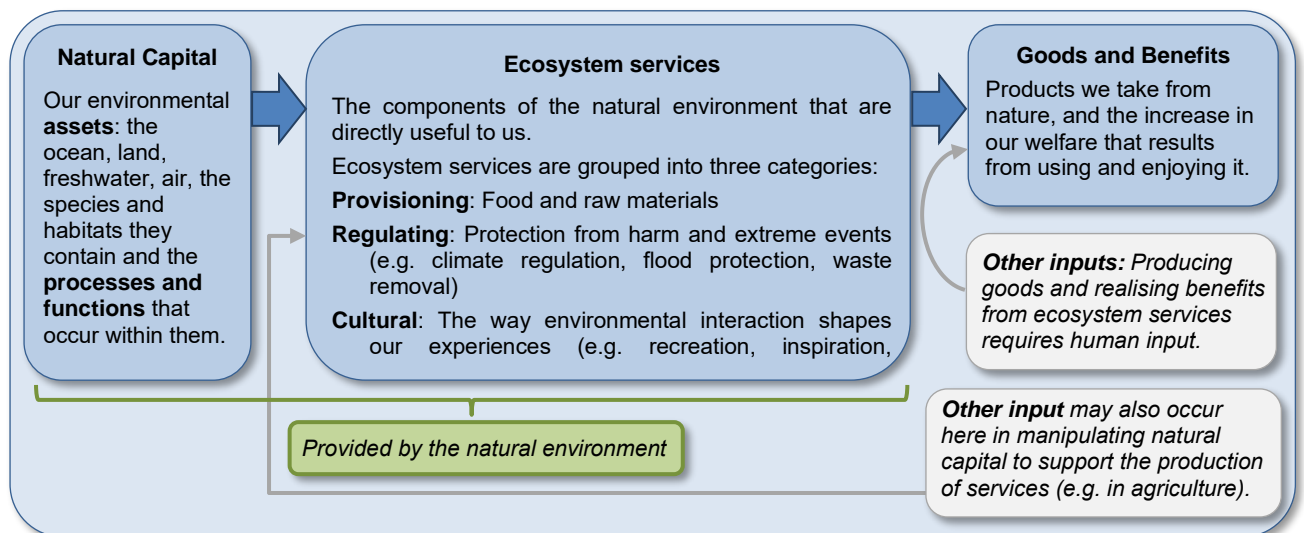 Natural Capital
Our environmental
assets: the
ocean, land,
freshwater, air, the
species and
habitats they
contain and the
processes and
functions that
occur within them.
Ecosystem services
The components of the natural environment that are
directly useful to us.
Ecosystem services are grouped into three categories:
Provisioning: Food and raw materials
Regulating: Protection from harm and extreme events
(e.g. climate regulation, flood protection, waste
removal)
Cultural: The way environmental interaction shapes
our experiences (e.g. recreation, inspiration,
Goods and Benefits
Products we take from
nature, and the increase in
our welfare that results
from using and enjoying it.
Other inputs: Producing
goods and realising benefits
from ecosystem services
requires human input.
Other input may also occur
here in manipulating natural
capital to support the production
of services (e.g. in agriculture).
Provided by the natural environment